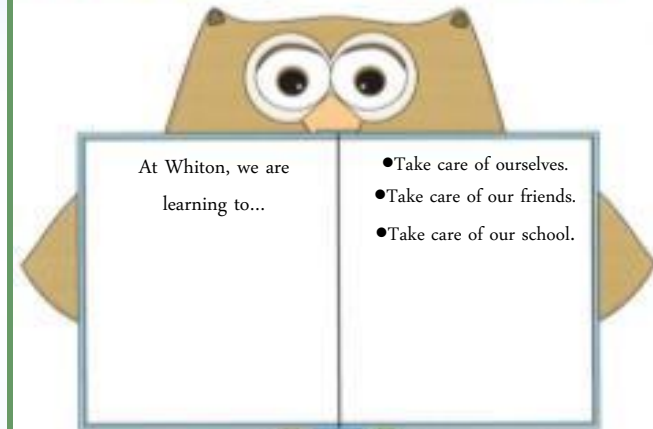 At Whiton, we are
learning to...
●Take care of ourselves.
●Take care of our friends.
●Take care of our school.